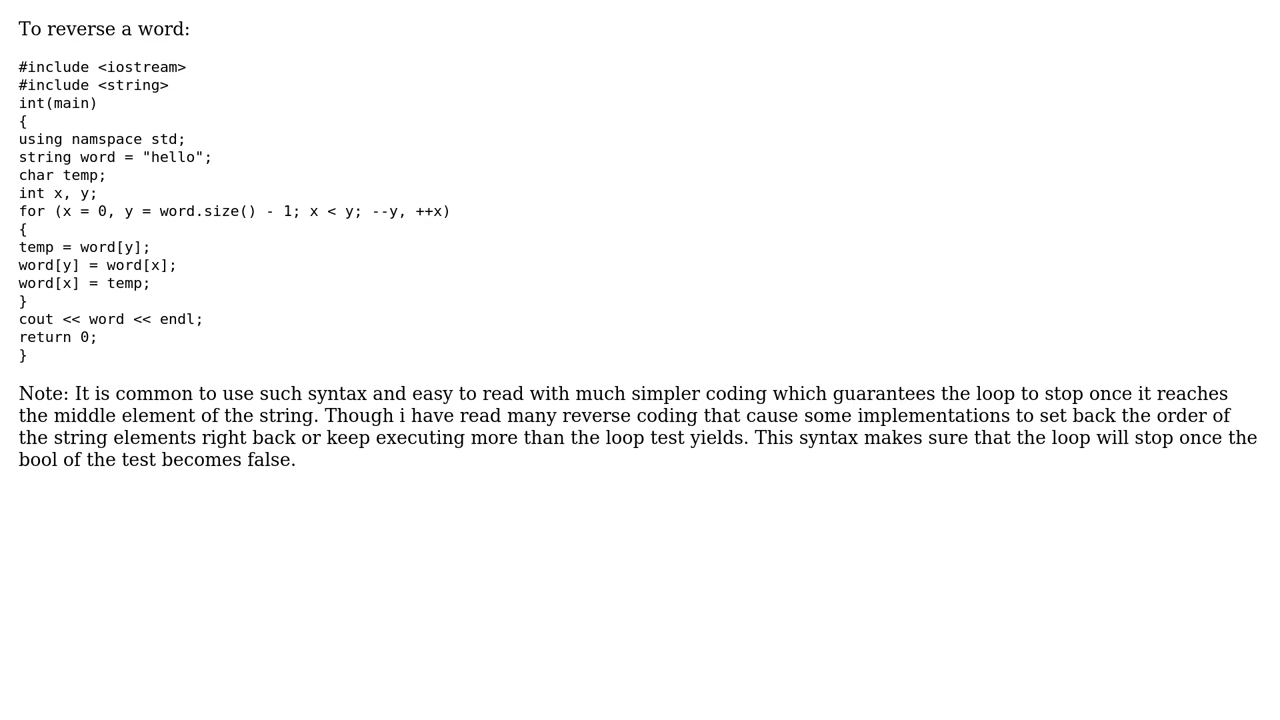 To reverse a word:
#include <iostream>
#include <string>
int(main)
{
using namspace std;
string word = "hello";
char temp;
int x, y;
for (x = 0, y = word.size() - 1; x < y; --y, ++x)
{
temp = word[y];
word[y] = word[x];
word[x] = temp;
}
cout << word << endl;
return 0;
}
Note: It is common to use such syntax and easy to read with much simpler coding which guarantees the loop to stop once it reaches
the middle element of the string. Though i have read many reverse coding that cause some implementations to set back the order of
the string elements right back or keep executing more than the loop test yields. This syntax makes sure that the loop will stop once the
bool of the test becomes false.